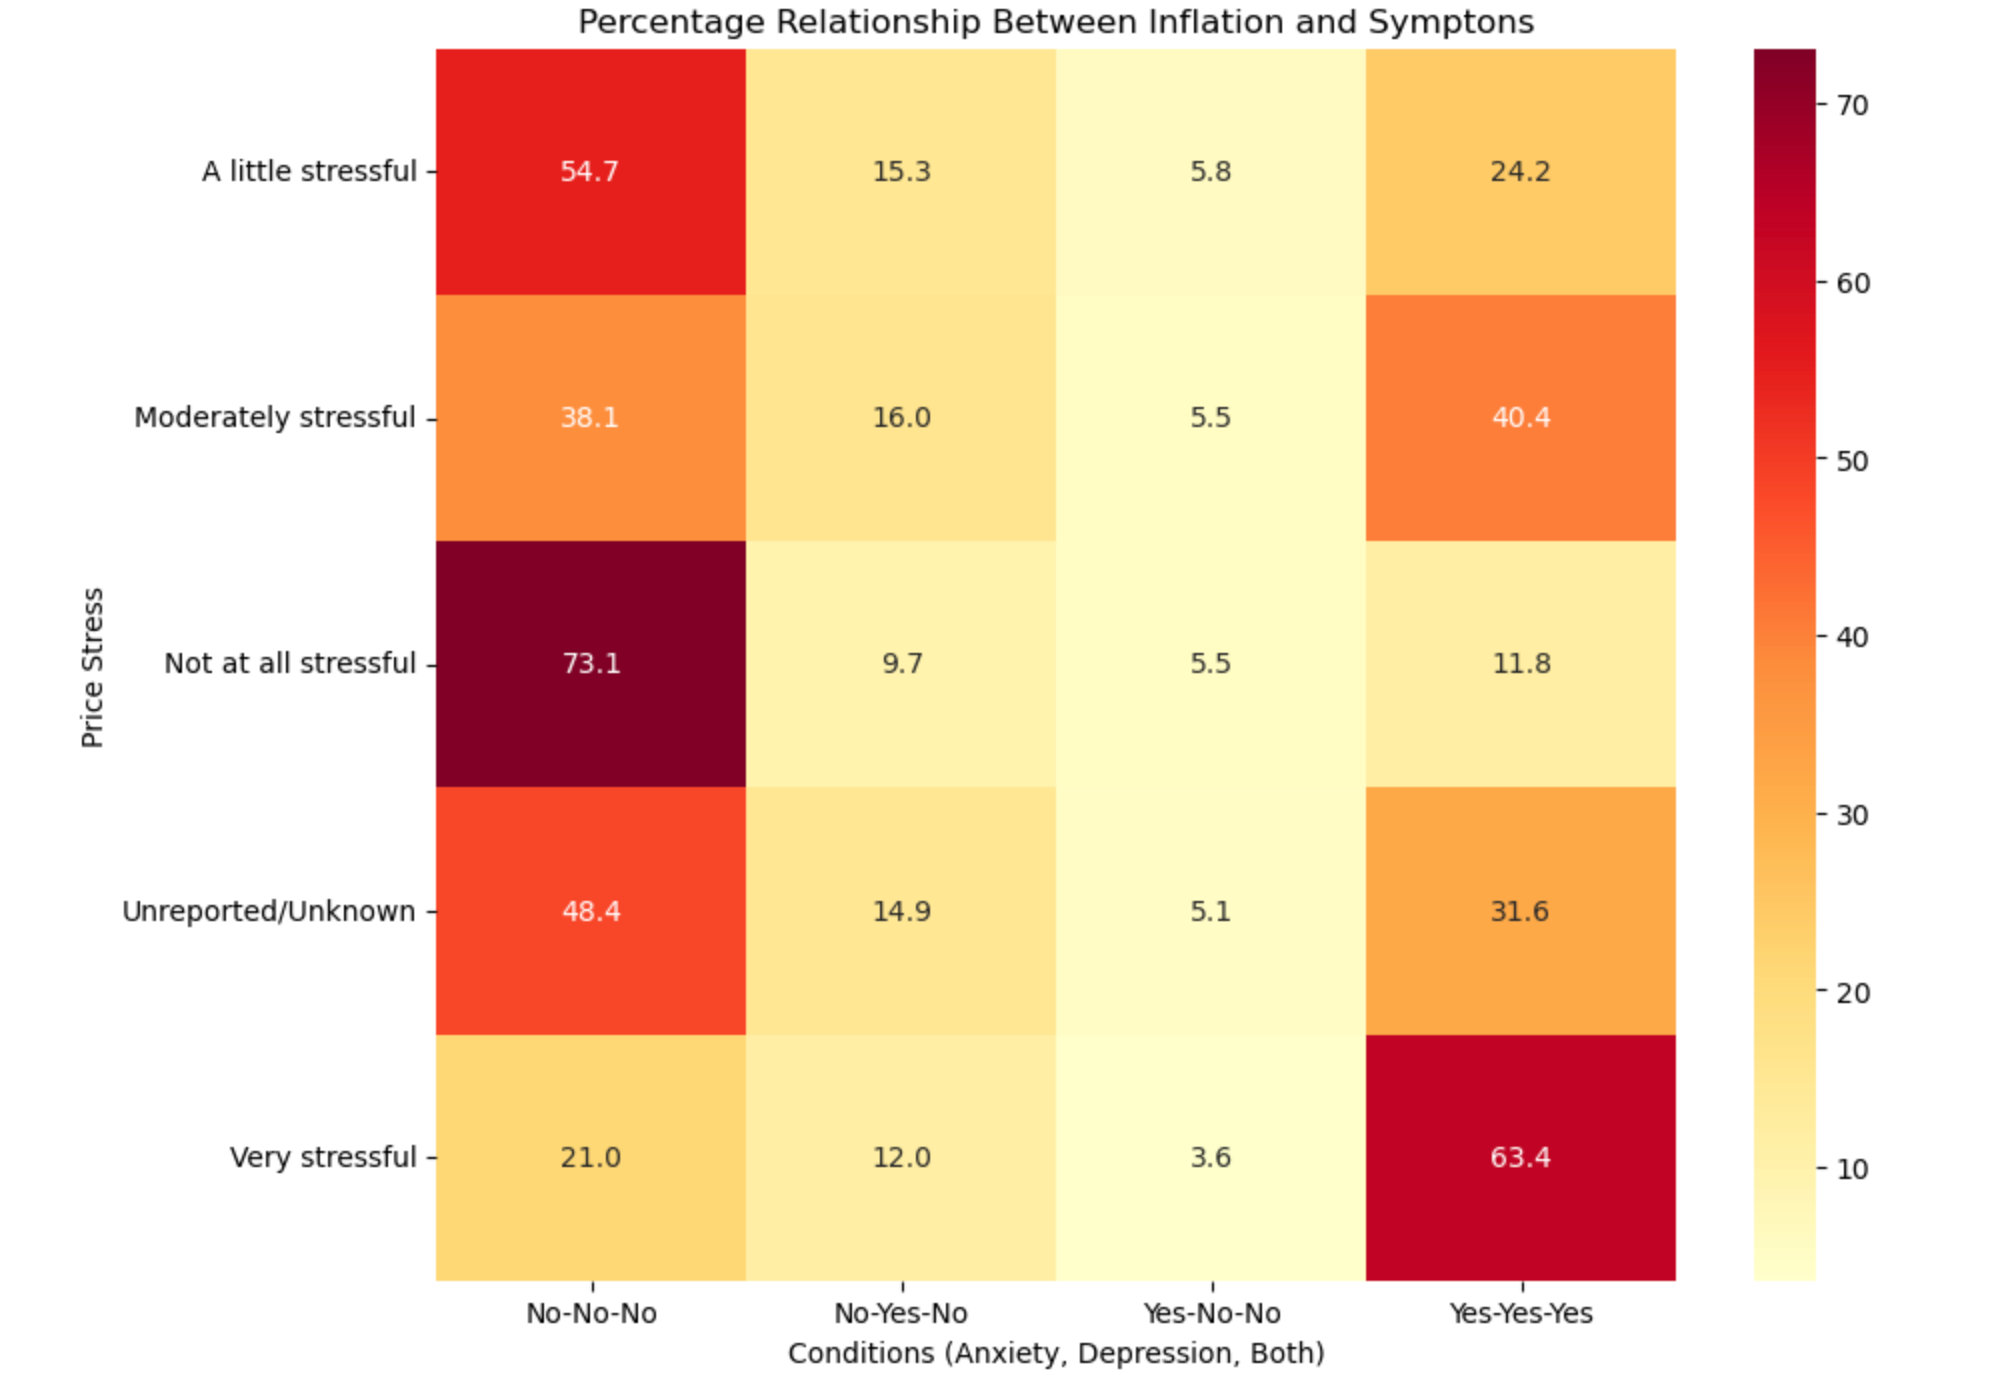 Percentage Relationship Between Inflation and Symptons
Price Stress
A little stressful 54.7 15.3 5.8 24.2
Moderately stressful 38.1 16.0 5.5 40.4
Not at all stressful 73.1 9.7 5.5 11.8
Unreported/Unknown 48.4 14.9 5.1 31.6
Very stressful 21.0 12.0 3.6 63.4
No-No-No No-Yes-No Yes-No-No Yes-Yes-Yes
Conditions (Anxiety, Depression, Both)
70
60
50
40
30
20
10